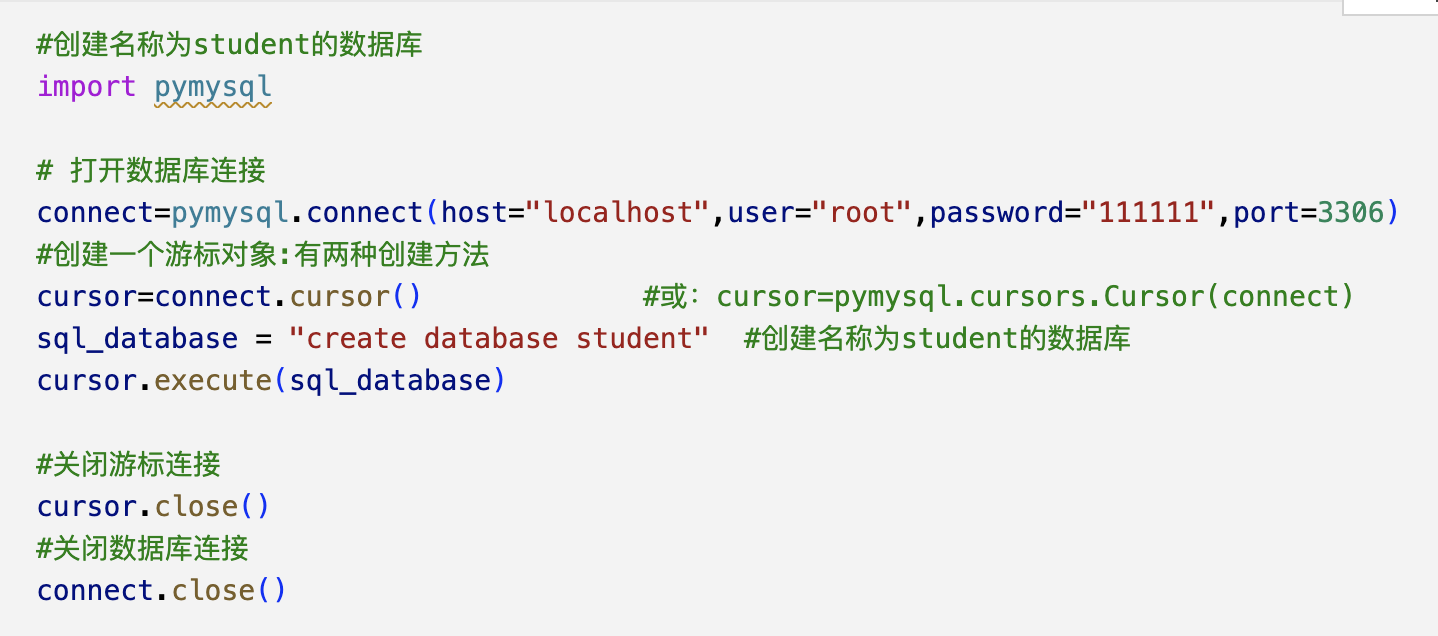 #创建名称为student的数据库
import pymysql
# 打开数据库连接
connect=pymysql.connect(host="localhost",user="root",password="111111",port=3306)
#创建一个游标对象:有两种创建方法
cursor=connect.cursor()             #或：cursor=pymysql.cursors.Cursor(connect)
sql_database = "create database student"  #创建名称为student的数据库
cursor.execute(sql_database)
#关闭游标连接
cursor.close()
#关闭数据库连接
connect.close()